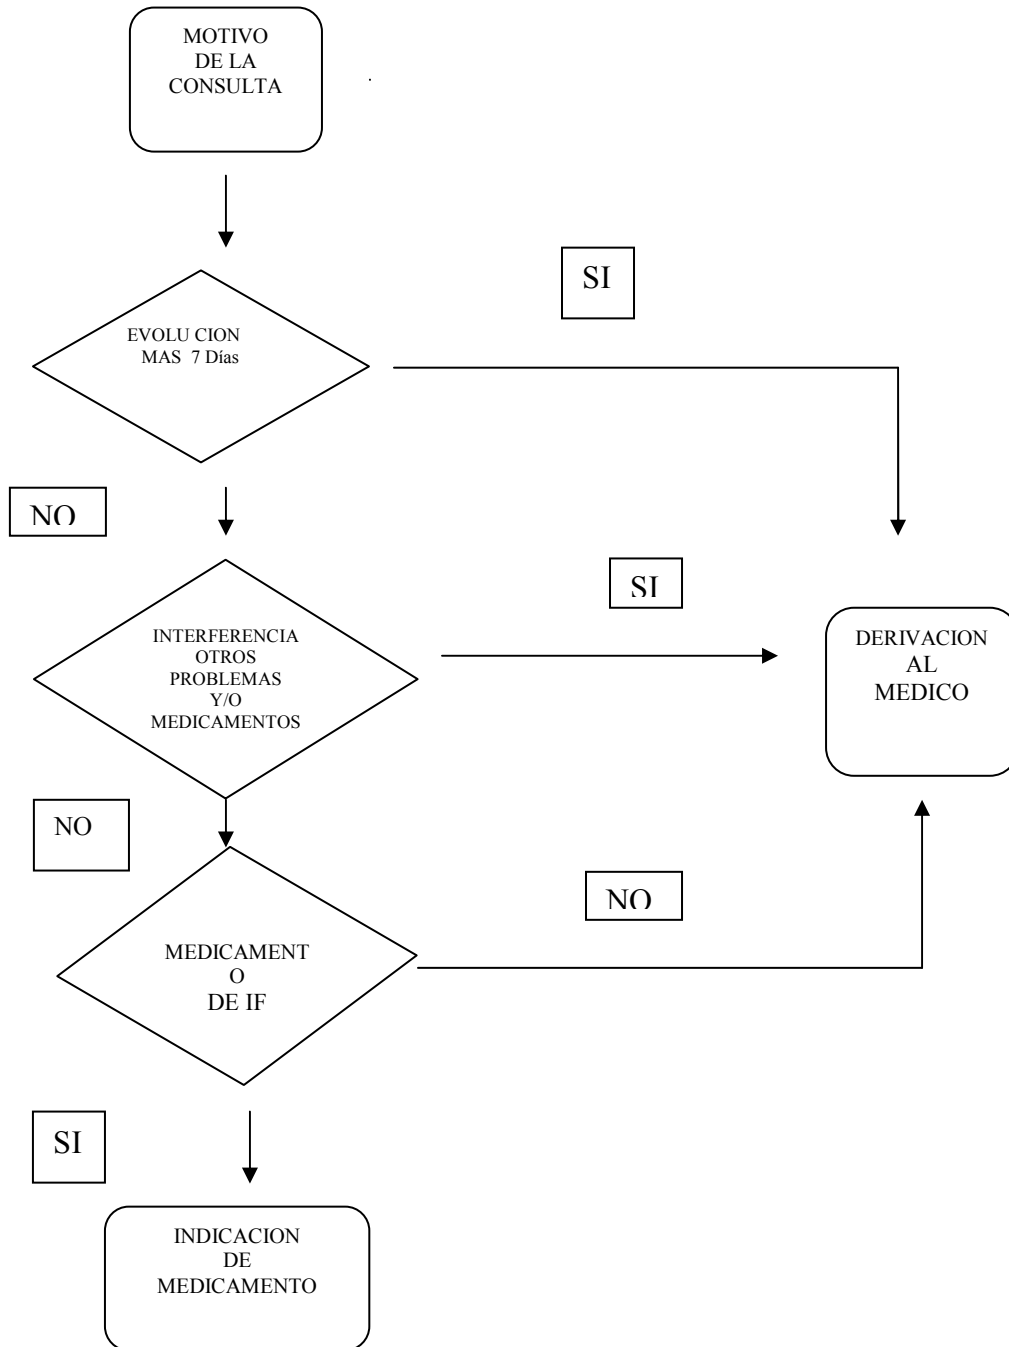 MOTIVO
DE LA
CONSULTA
.
SI
EVOLU CION
MAS 7 Días
NO
SI
INTERFERENCIA
OTROS
PROBLEMAS
Y/O
MEDICAMENTOS
DERIVACION
AL
MEDICO
NO
NO
MEDICAMENT
O
DE IF
SI
INDICACION
DE
MEDICAMENTO